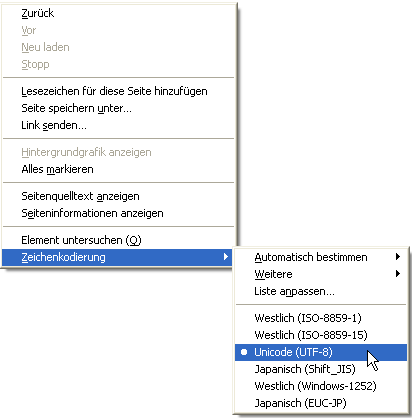 Zurück
Vor
Neu laden
Stopp
Lesezeichen für diese Seite hinzufügen
Seite speichern unter...
Link senden...
Hintergrundgrafik anzeigen
Alles markieren
Seitenquelltext anzeigen
Seiteninformationen anzeigen
Element untersuchen (Q)
Zeichenkodierung
Automatisch bestimmen
Weitere
Liste anpassen...
Westlich (ISO-8859-1)
Westlich (ISO-8859-15)
Unicode (UTF-8)
Japanisch (Shift_JIS)
Westlich (Windows-1252)
Japanisch (EUC-JP)